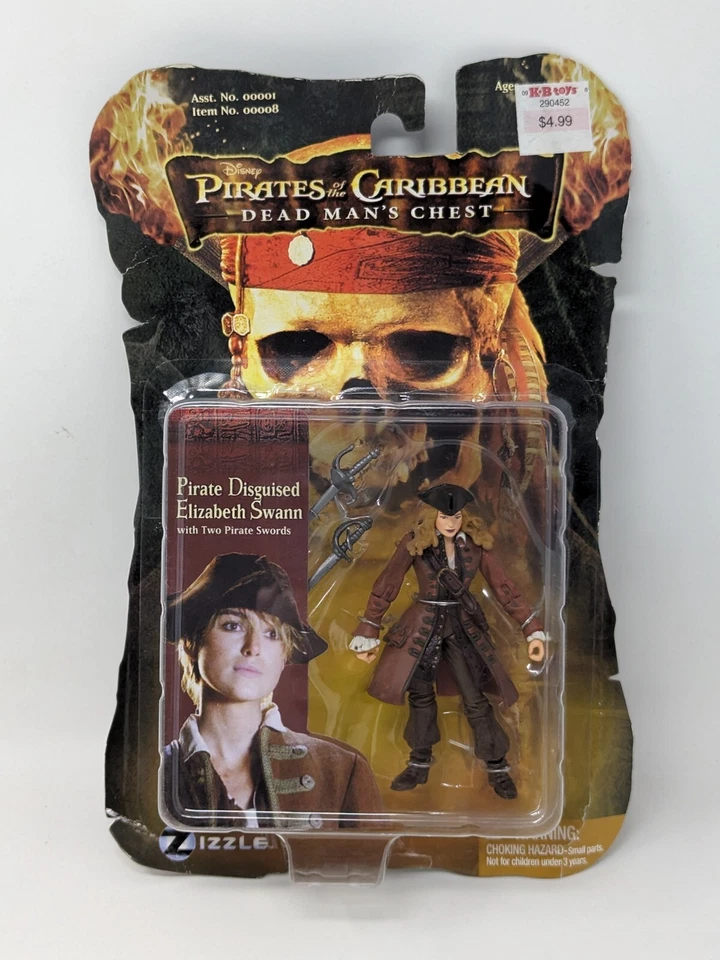 Asst. No. 00001
Item No. 00008
Age
09 K·B toys 8
290452
$4.99
Disney
PIRATES of the CARIBBEAN
DEAD MAN'S CHEST
Pirate Disguised
Elizabeth Swann
with Two Pirate Swords
ZIZZLE
WARNING:
CHOKING HAZARD–Small parts.
Not for children under 3 years.